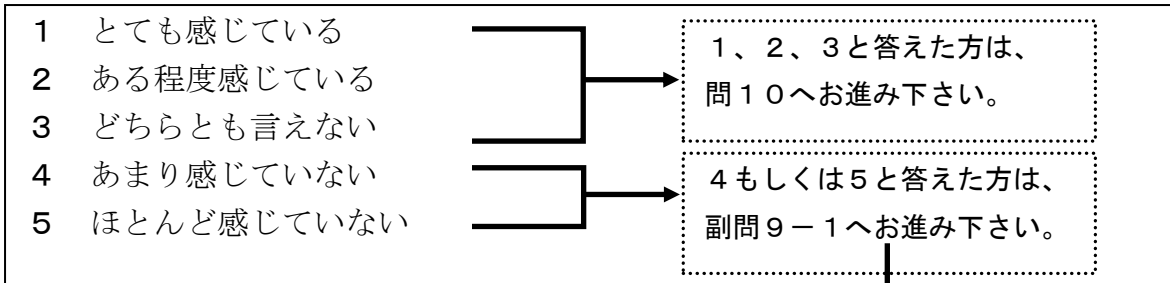 1 とても感じている
2 ある程度感じている
3 どちらとも言えない
4 あまり感じていない
5 ほとんど感じていない
1、2、3と答えた方は、
問10へお進み下さい。
4もしくは5と答えた方は、
副問9-1へお進み下さい。